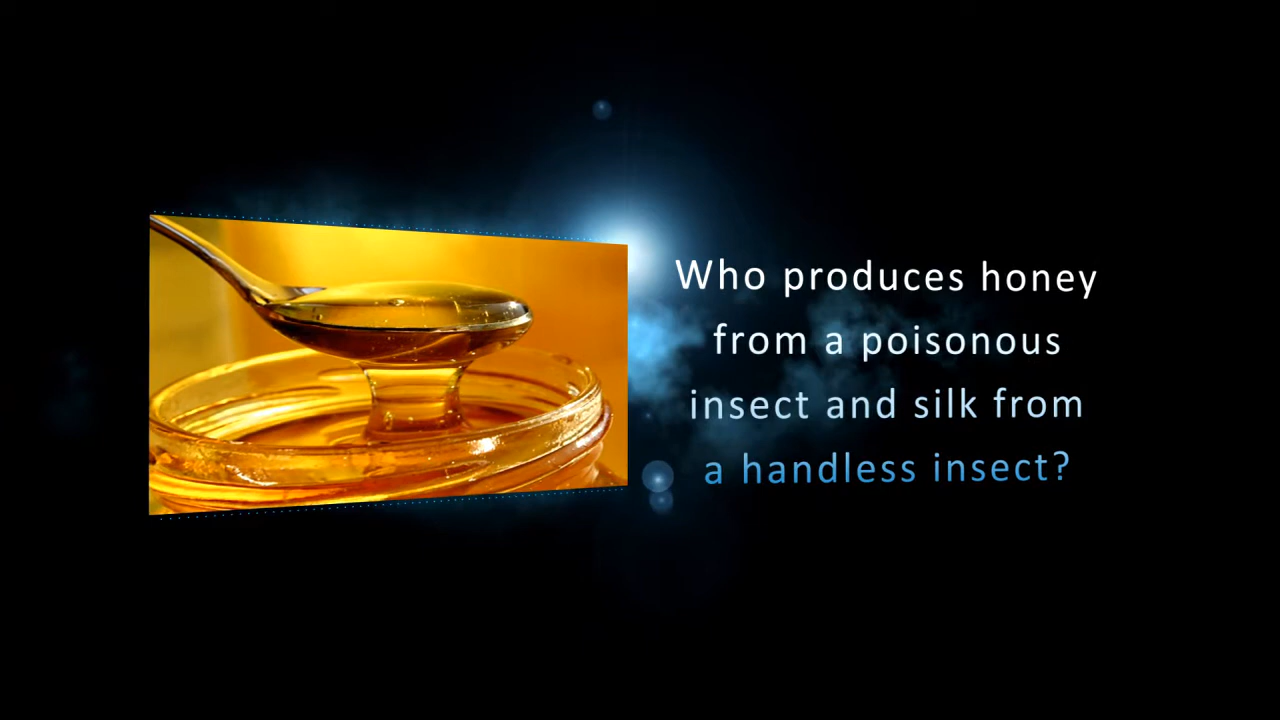 Who produces honey
from a poisonous
insect and silk from
a handless insect?